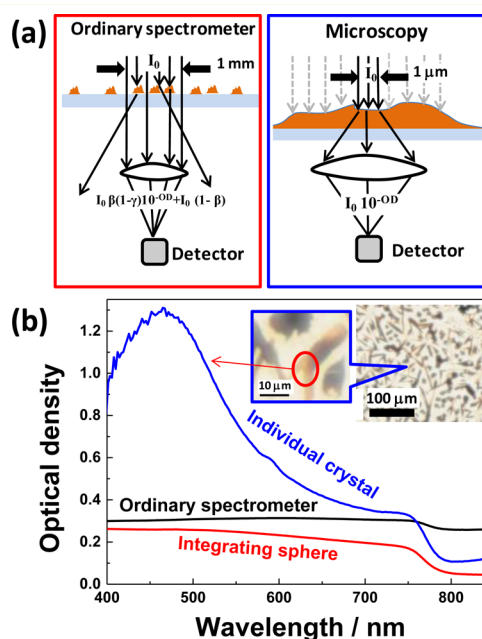 (a)
Ordinary spectrometer
I₀
1 mm
I₀ β(1-γ)10⁻ᴼᴰ+I₀ (1- β)
Detector
Microscopy
I₀
1 μm
I₀ 10⁻ᴼᴰ
Detector
(b)
Optical density
1.2
1.0
0.8
0.6
0.4
0.2
0.0
10 μm
100 μm
Individual crystal
Ordinary spectrometer
Integrating sphere
400 500 600 700 800
Wavelength / nm